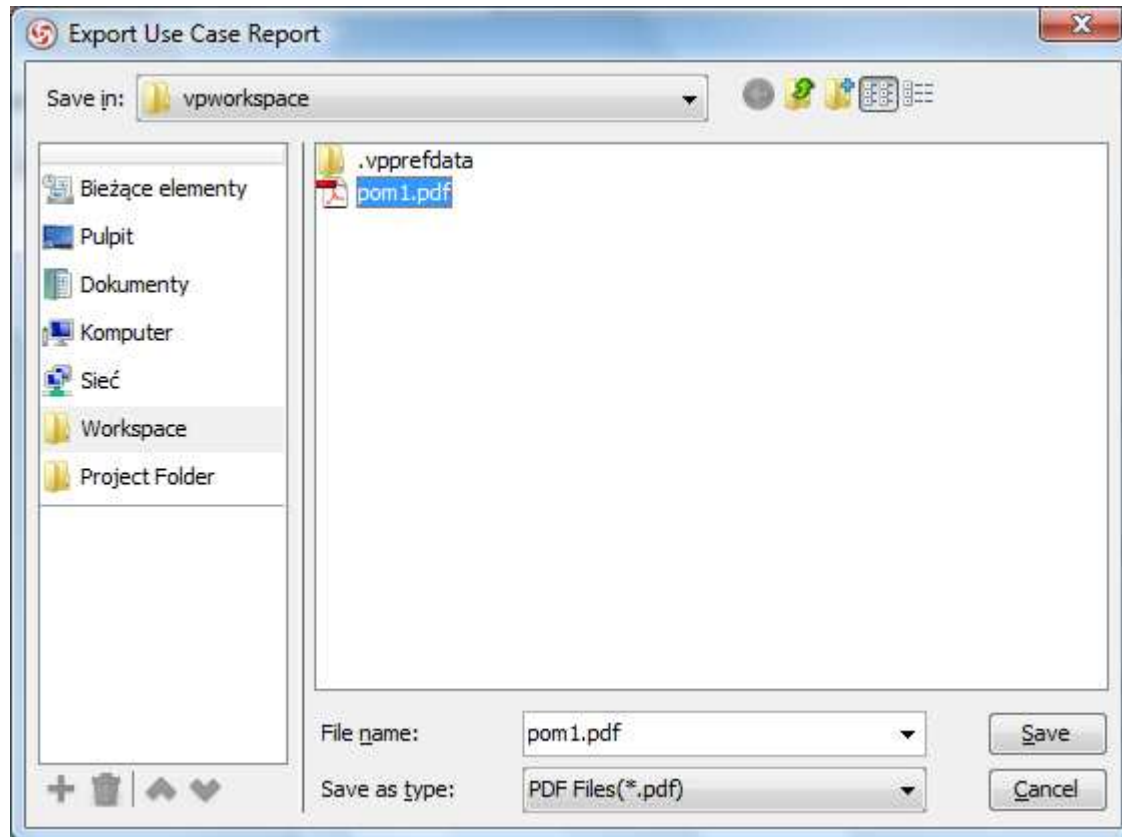 Export Use Case Report
Save in: vpworkspace
Bieżące elementy
Pulpit
Dokumenty
Komputer
Sieć
Workspace
Project Folder
.vpprefdata
pom1.pdf
File name: pom1.pdf Save
Save as type: PDF Files(*.pdf) Cancel